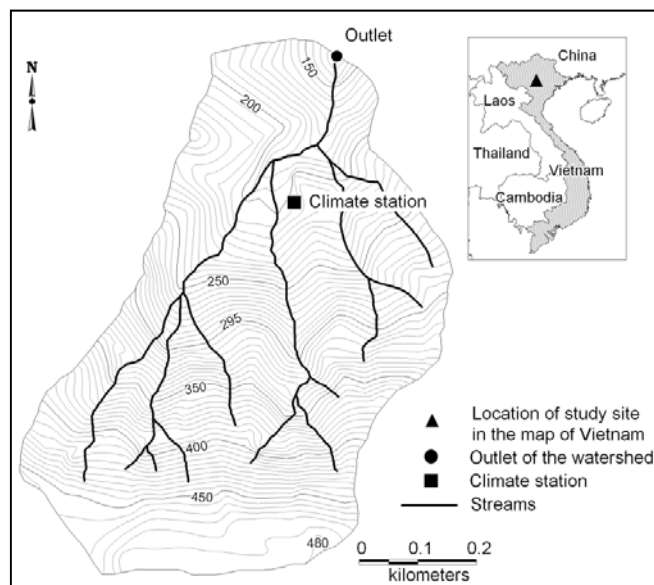 Outlet
N
150
200
Climate station
250
295
350
400
450
480
China
Laos
Thailand
Vietnam
Cambodia
Location of study site
in the map of Vietnam
Outlet of the watershed
Climate station
Streams
0 0.1 0.2
kilometers